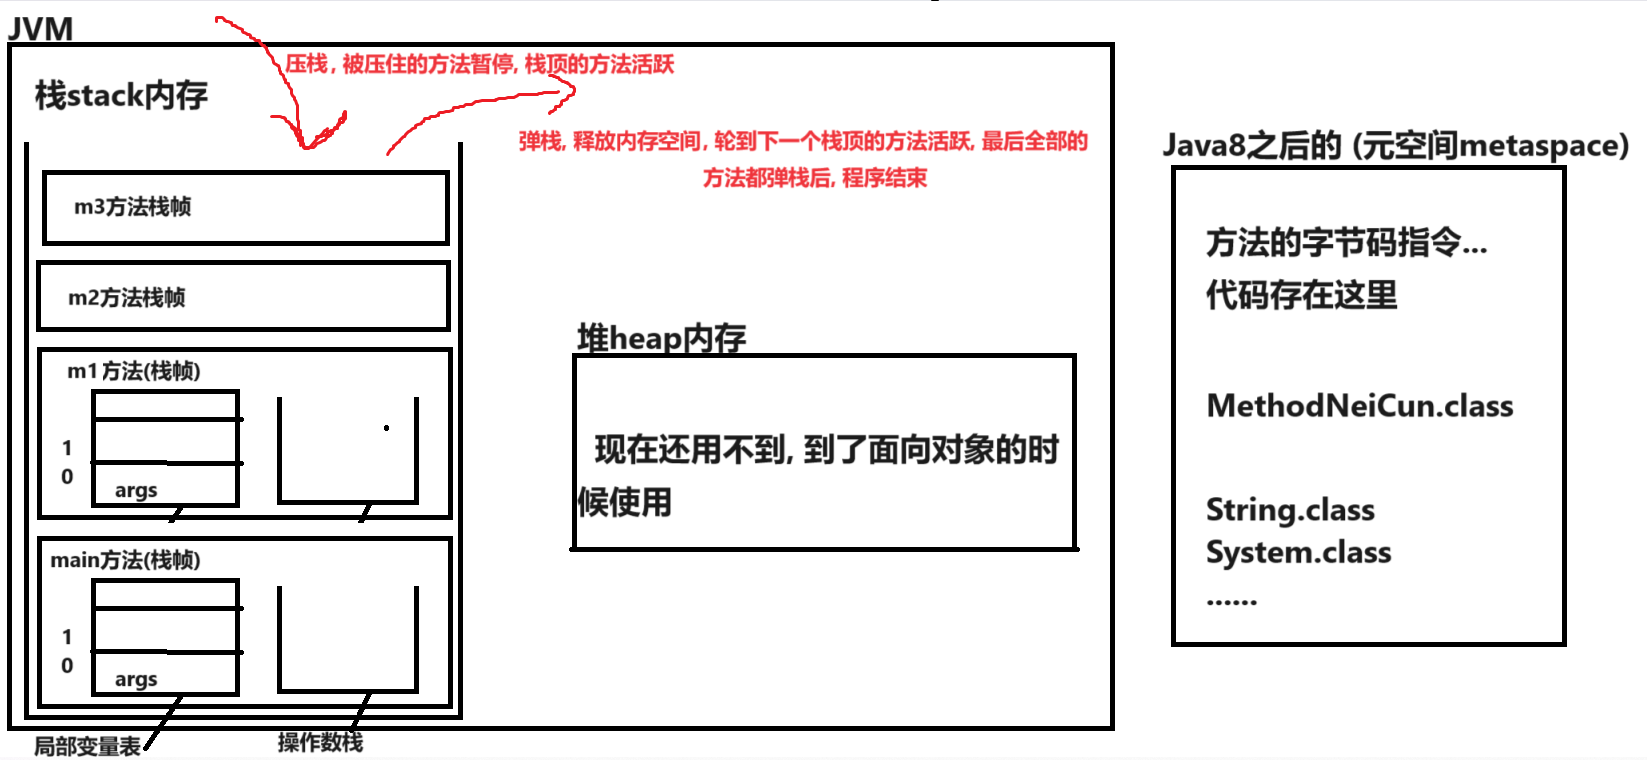 JVM
压栈, 被压住的方法暂停, 栈顶的方法活跃
栈stack内存
弹栈, 释放内存空间, 轮到下一个栈顶的方法活跃, 最后全部的
方法都弹栈后, 程序结束
m3方法栈帧
m2方法栈帧
m1方法(栈帧)
1
0
args
main方法(栈帧)
1
0
args
局部变量表
操作数栈
堆heap内存
现在还用不到, 到了面向对象的时
候使用
Java8之后的 (元空间metaspace)
方法的字节码指令...
代码存在这里
MethodNeiCun.class
String.class
System.class
......